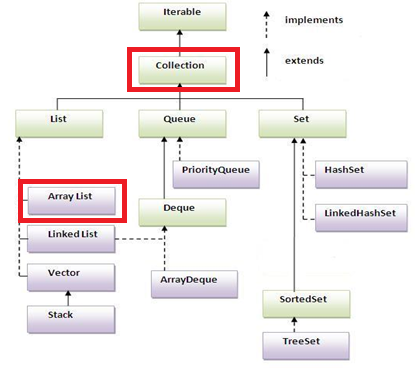 Iterable
implements
Collection
extends
List
Queue
Set
PriorityQueue
HashSet
Array List
Deque
LinkedHashSet
Linked List
Vector
ArrayDeque
Stack
SortedSet
TreeSet